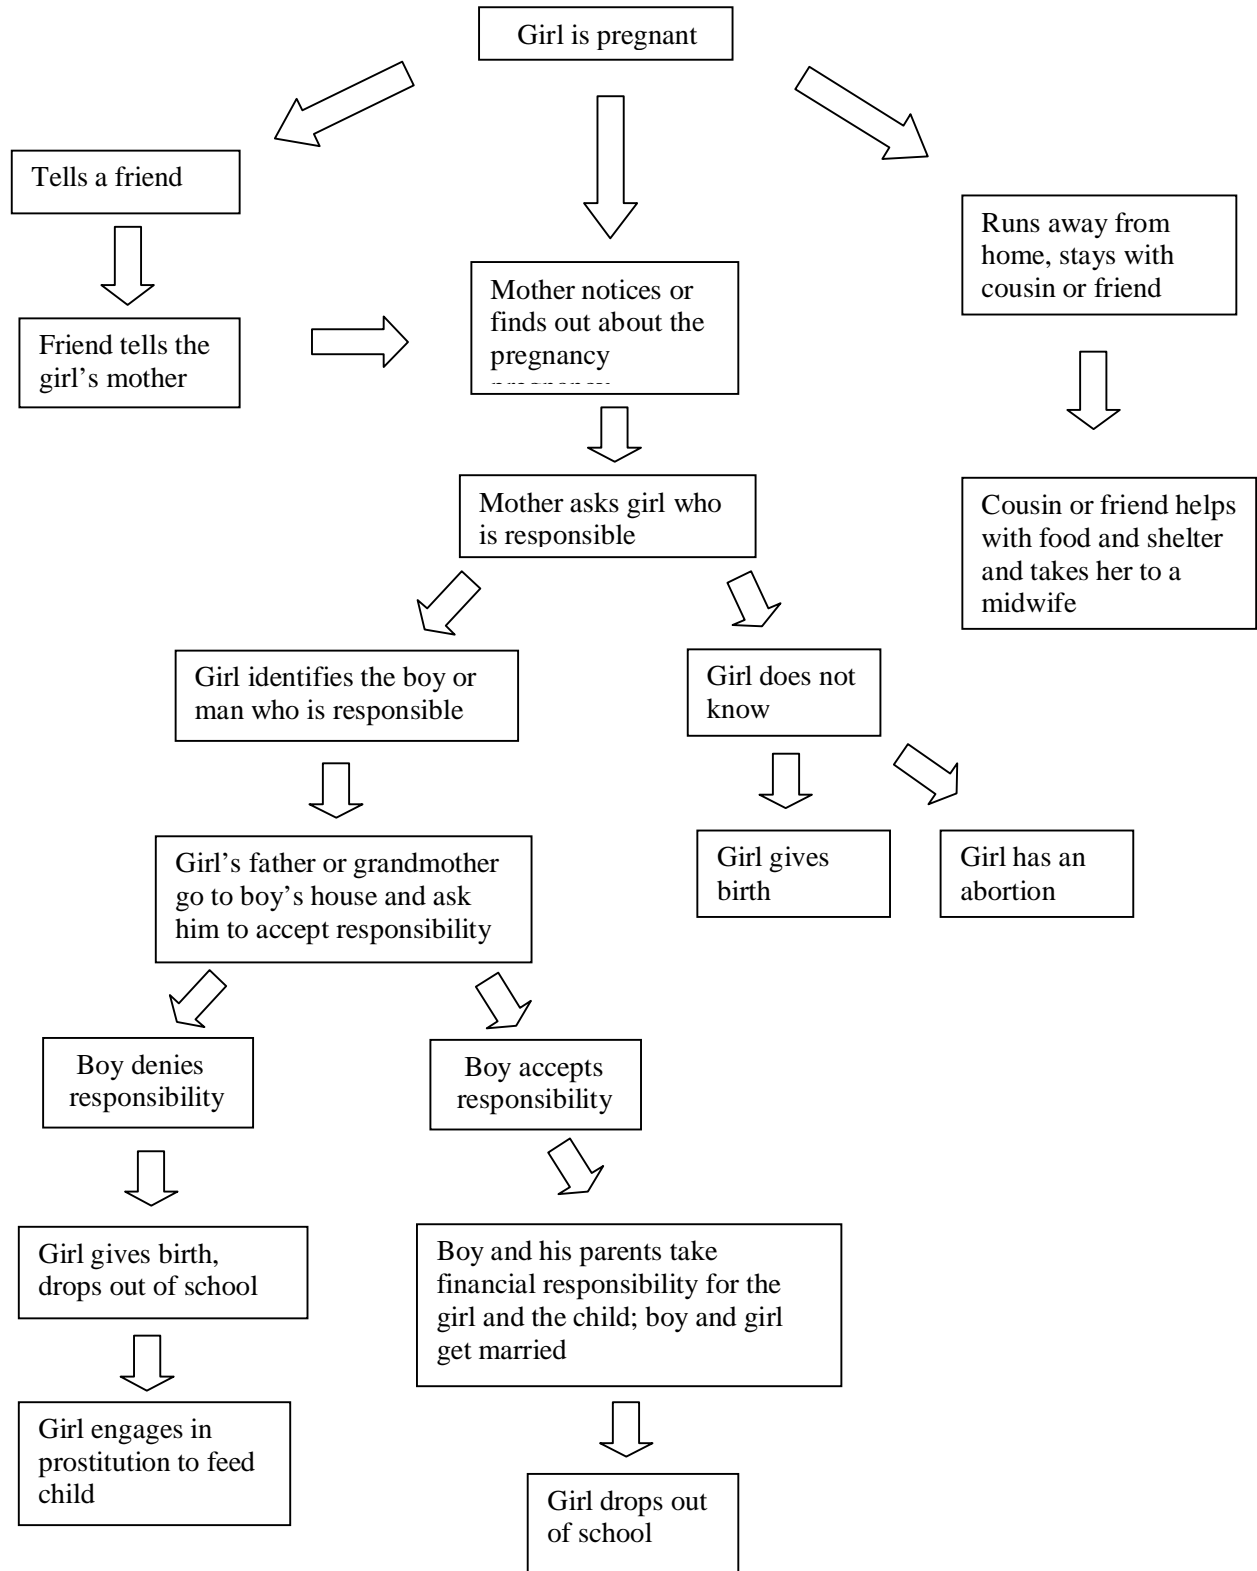 Girl is pregnant
Tells a friend
Runs away from
home, stays with
cousin or friend
Mother notices or
finds out about the
pregnancy
pregnancy
Friend tells the
girl’s mother
Mother asks girl who
is responsible
Cousin or friend helps
with food and shelter
and takes her to a
midwife
Girl identifies the boy or
man who is responsible
Girl does not
know
Girl’s father or grandmother
go to boy’s house and ask
him to accept responsibility
Girl gives
birth
Girl has an
abortion
Boy denies
responsibility
Boy accepts
responsibility
Girl gives birth,
drops out of school
Boy and his parents take
financial responsibility for the
girl and the child; boy and girl
get married
Girl engages in
prostitution to feed
child
Girl drops out
of school